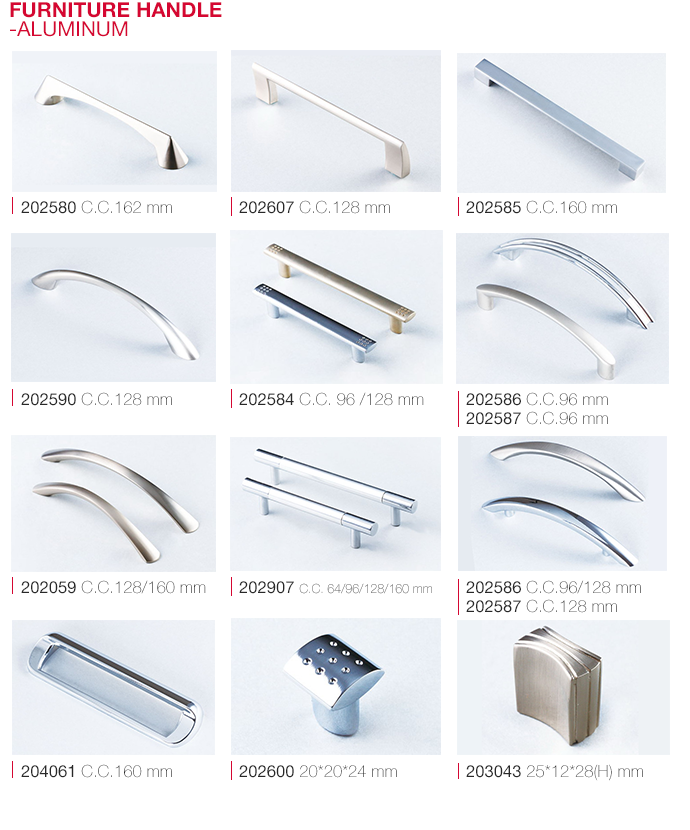 FURNITURE HANDLE
-ALUMINUM
202580 C.C.162 mm
202607 C.C.128 mm
202585 C.C.160 mm
202590 C.C.128 mm
202584 C.C. 96 /128 mm
202586 C.C.96 mm
202587 C.C.96 mm
202059 C.C.128/160 mm
202907 C.C. 64/96/128/160 mm
202586 C.C.96/128 mm
202587 C.C.128 mm
204061 C.C.160 mm
202600 20*20*24 mm
203043 25*12*28(H) mm